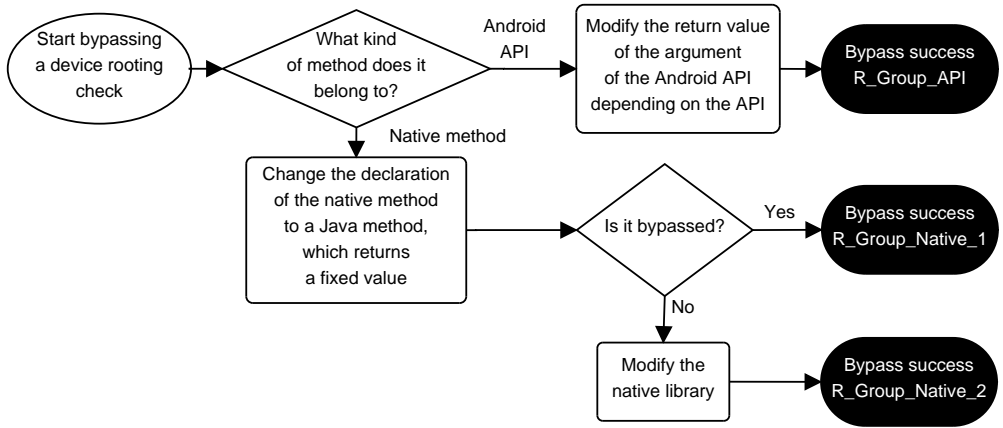 Start bypassing
a device rooting
check
What kind
of method does it
belong to?
Android
API
Modify the return value
of the argument
of the Android API
depending on the API
Bypass success
R_Group_API
Native method
Change the declaration
of the native method
to a Java method,
which returns
a fixed value
Is it bypassed?
Yes
Bypass success
R_Group_Native_1
No
Modify the
native library
Bypass success
R_Group_Native_2